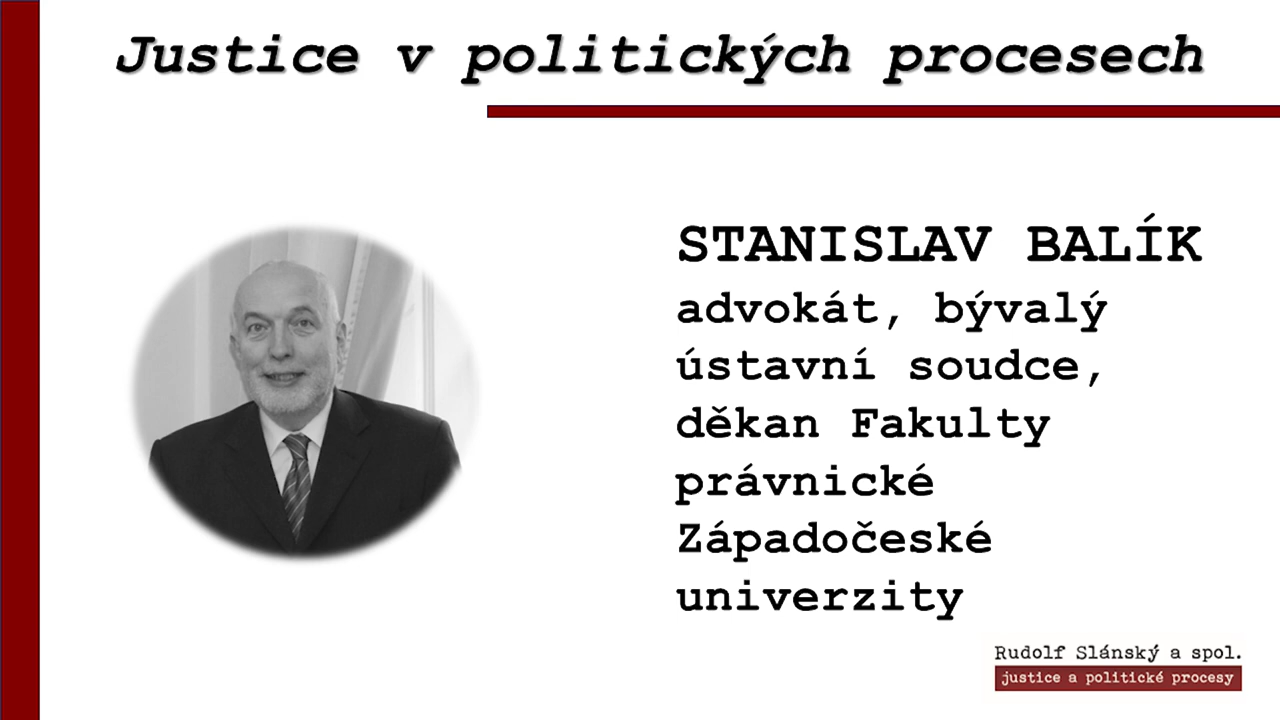 Justice v politických procesech
STANISLAV BALÍK
advokát, bývalý
ústavní soudce,
děkan Fakulty
právnické
Západočeské
univerzity
Rudolf Slánský a spol.
justice a politické procesy